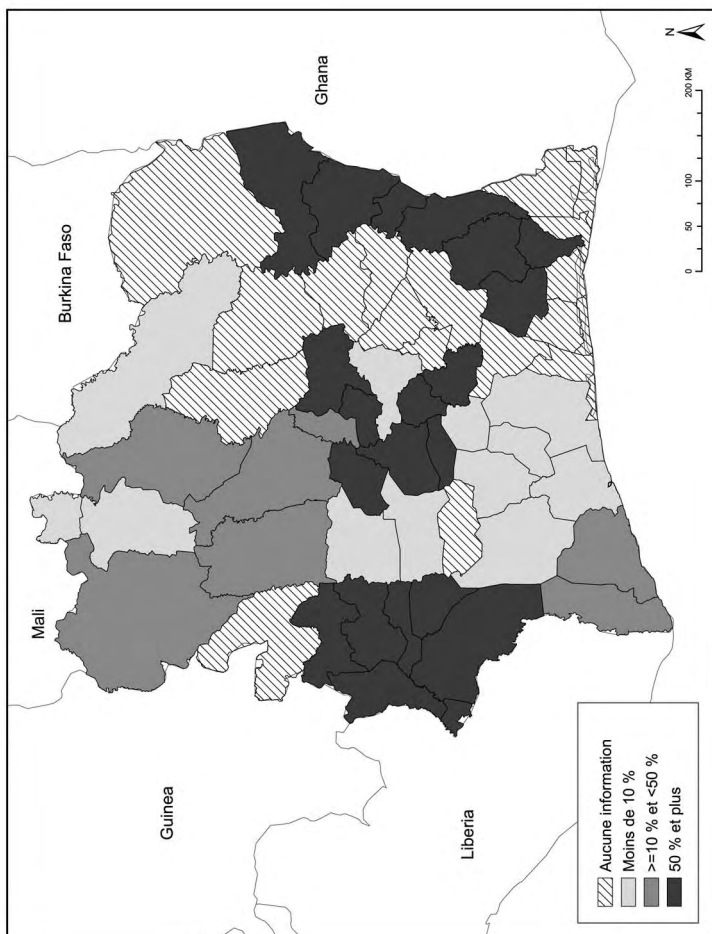 Mali
Burkina Faso
Guinea
Ghana
Liberia
Aucune information
Moins de 10 %
>=10 % et <50 %
50 % et plus
N
0 50 100 200 KM